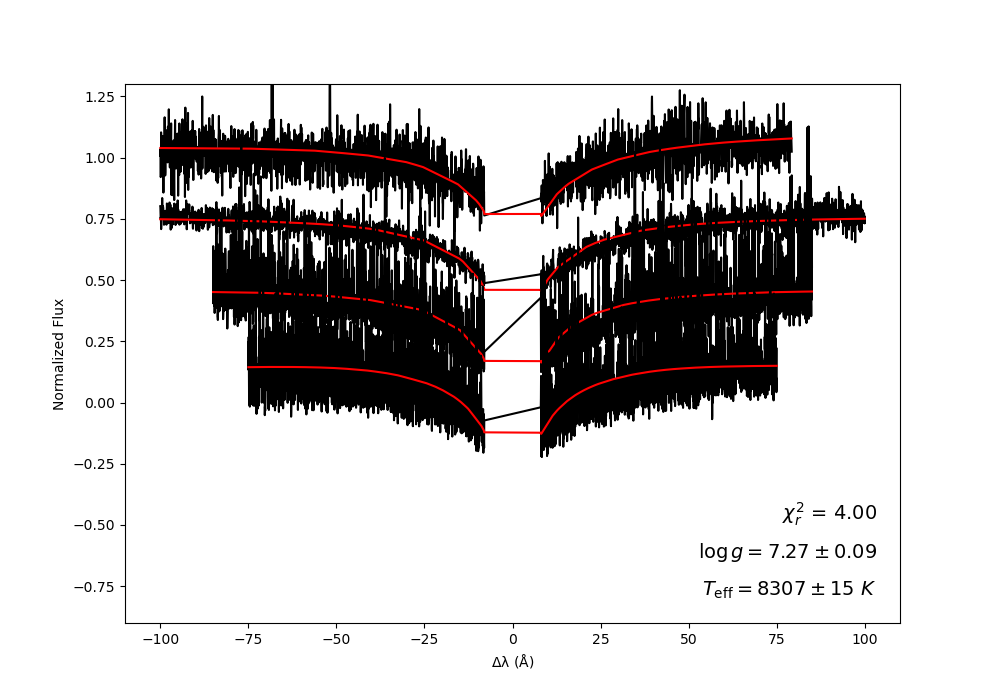 1.25
1.00
0.75
0.50
0.25
0.00
−0.25
−0.50
−0.75
Normalized Flux
χ²ᵣ = 4.00
log g = 7.27 ± 0.09
T_eff = 8307 ± 15 K
−100 −75 −50 −25 0 25 50 75 100
Δλ (Å)